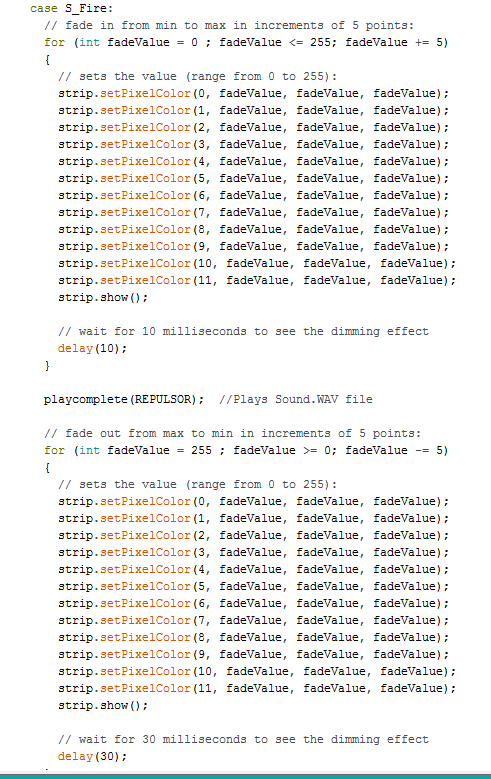 case S_Fire:
// fade in from min to max in increments of 5 points:
for (int fadeValue = 0 ; fadeValue <= 255; fadeValue += 5)
{
// sets the value (range from 0 to 255):
strip.setPixelColor(0, fadeValue, fadeValue, fadeValue);
strip.setPixelColor(1, fadeValue, fadeValue, fadeValue);
strip.setPixelColor(2, fadeValue, fadeValue, fadeValue);
strip.setPixelColor(3, fadeValue, fadeValue, fadeValue);
strip.setPixelColor(4, fadeValue, fadeValue, fadeValue);
strip.setPixelColor(5, fadeValue, fadeValue, fadeValue);
strip.setPixelColor(6, fadeValue, fadeValue, fadeValue);
strip.setPixelColor(7, fadeValue, fadeValue, fadeValue);
strip.setPixelColor(8, fadeValue, fadeValue, fadeValue);
strip.setPixelColor(9, fadeValue, fadeValue, fadeValue);
strip.setPixelColor(10, fadeValue, fadeValue, fadeValue);
strip.setPixelColor(11, fadeValue, fadeValue, fadeValue);
strip.show();
// wait for 10 milliseconds to see the dimming effect
delay(10);
}
playcomplete(REPULSOR);  //Plays Sound.WAV file
// fade out from max to min in increments of 5 points:
for (int fadeValue = 255 ; fadeValue >= 0; fadeValue -= 5)
{
// sets the value (range from 0 to 255):
strip.setPixelColor(0, fadeValue, fadeValue, fadeValue);
strip.setPixelColor(1, fadeValue, fadeValue, fadeValue);
strip.setPixelColor(2, fadeValue, fadeValue, fadeValue);
strip.setPixelColor(3, fadeValue, fadeValue, fadeValue);
strip.setPixelColor(4, fadeValue, fadeValue, fadeValue);
strip.setPixelColor(5, fadeValue, fadeValue, fadeValue);
strip.setPixelColor(6, fadeValue, fadeValue, fadeValue);
strip.setPixelColor(7, fadeValue, fadeValue, fadeValue);
strip.setPixelColor(8, fadeValue, fadeValue, fadeValue);
strip.setPixelColor(9, fadeValue, fadeValue, fadeValue);
strip.setPixelColor(10, fadeValue, fadeValue, fadeValue);
strip.setPixelColor(11, fadeValue, fadeValue, fadeValue);
strip.show();
// wait for 30 milliseconds to see the dimming effect
delay(30);